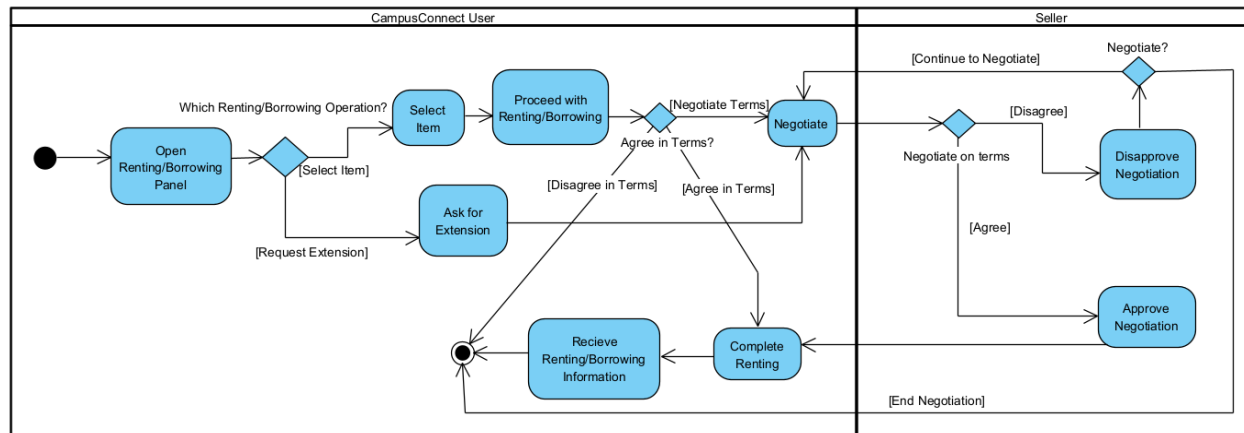 CampusConnect User
Seller
Negotiate?
[Continue to Negotiate]
Which Renting/Borrowing Operation?
Select
Item
Proceed with
Renting/Borrowing
[Negotiate Terms]
Negotiate
[Disagree]
Open
Renting/Borrowing
Panel
[Select Item]
Agree in Terms?
Negotiate on terms
Disapprove
Negotiation
[Disagree in Terms]
[Agree in Terms]
Ask for
Extension
[Request Extension]
[Agree]
Approve
Negotiation
Recieve
Renting/Borrowing
Information
Complete
Renting
[End Negotiation]